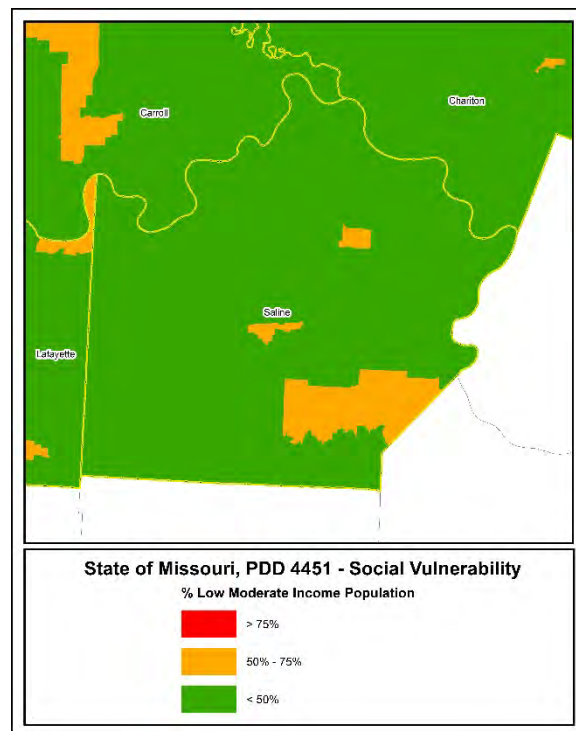 Carroll
Chariton
Saline
Lafayette
State of Missouri, PDD 4451 - Social Vulnerability
% Low Moderate Income Population
> 75%
50% - 75%
< 50%